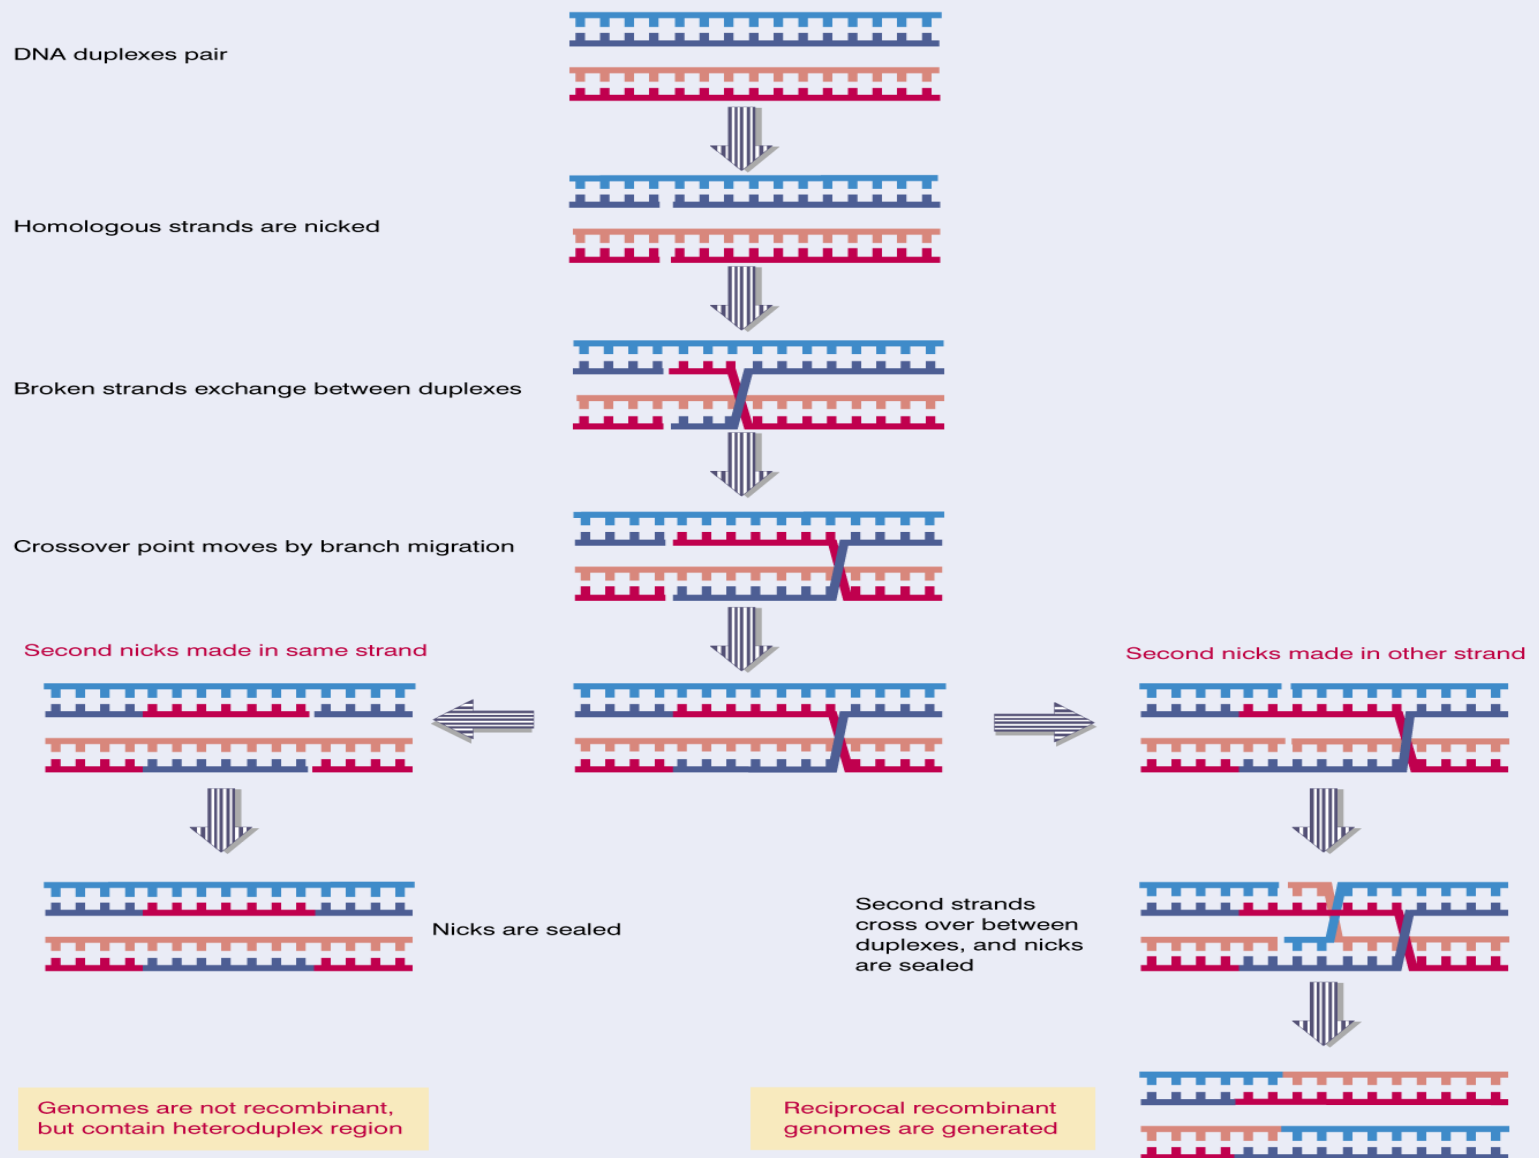 DNA duplexes pair
Homologous strands are nicked
Broken strands exchange between duplexes
Crossover point moves by branch migration
Second nicks made in same strand
Second nicks made in other strand
Nicks are sealed
Second strands
cross over between
duplexes, and nicks
are sealed
Genomes are not recombinant,
but contain heteroduplex region
Reciprocal recombinant
genomes are generated